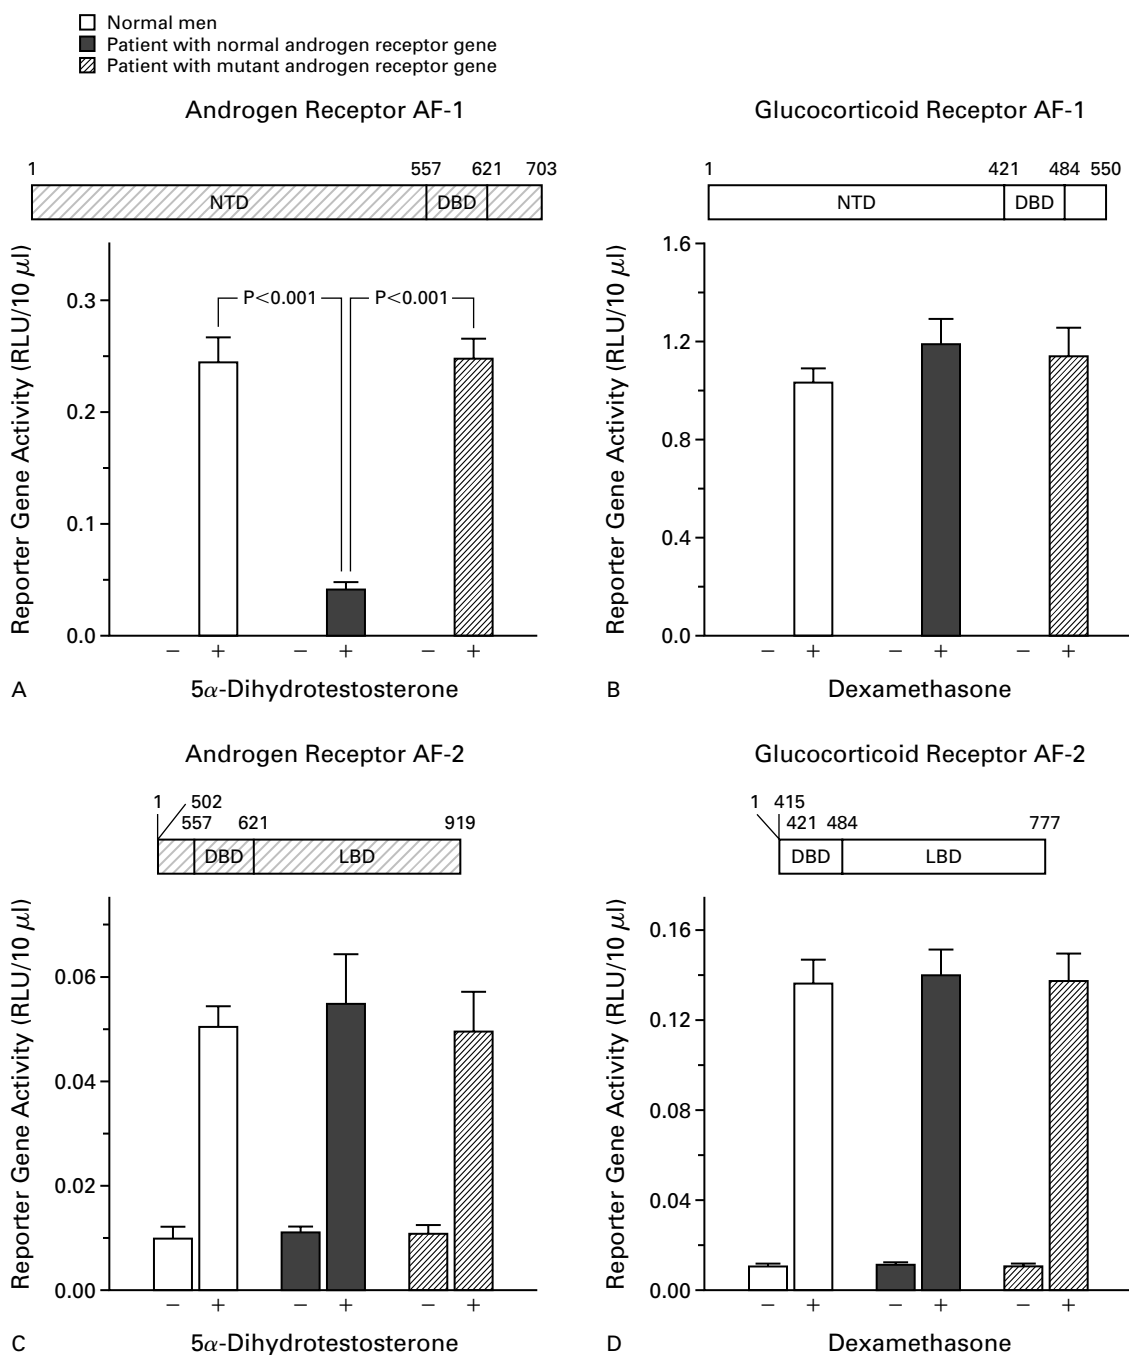 Normal men
Patient with normal androgen receptor gene
Patient with mutant androgen receptor gene
Androgen Receptor AF-1
1 557 621 703
NTD DBD
Reporter Gene Activity (RLU/10 µl)
0.3
0.2
0.1
0.0
P<0.001 P<0.001
− + − + − +
A 5α-Dihydrotestosterone
Glucocorticoid Receptor AF-1
1 421 484 550
NTD DBD
Reporter Gene Activity (RLU/10 µl)
1.6
1.2
0.8
0.4
0.0
− + − + − +
B Dexamethasone
Androgen Receptor AF-2
1 502
557 621 919
DBD LBD
Reporter Gene Activity (RLU/10 µl)
0.06
0.04
0.02
0.00
− + − + − +
C 5α-Dihydrotestosterone
Glucocorticoid Receptor AF-2
1 415
421 484 777
DBD LBD
Reporter Gene Activity (RLU/10 µl)
0.16
0.12
0.08
0.04
0.00
− + − + − +
D Dexamethasone